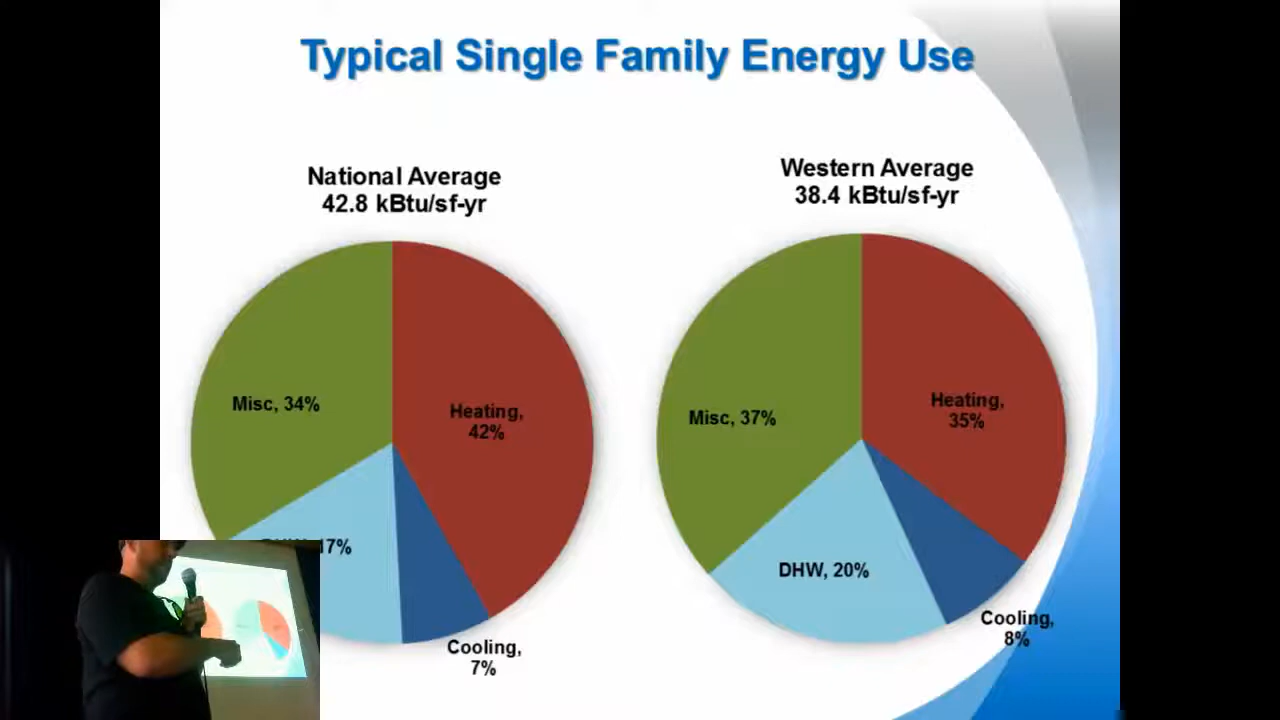 Typical Single Family Energy Use
National Average
42.8 kBtu/sf-yr
Western Average
38.4 kBtu/sf-yr
Misc, 34%
Heating,
42%
17%
Cooling,
7%
Misc, 37%
Heating,
35%
DHW, 20%
Cooling,
8%